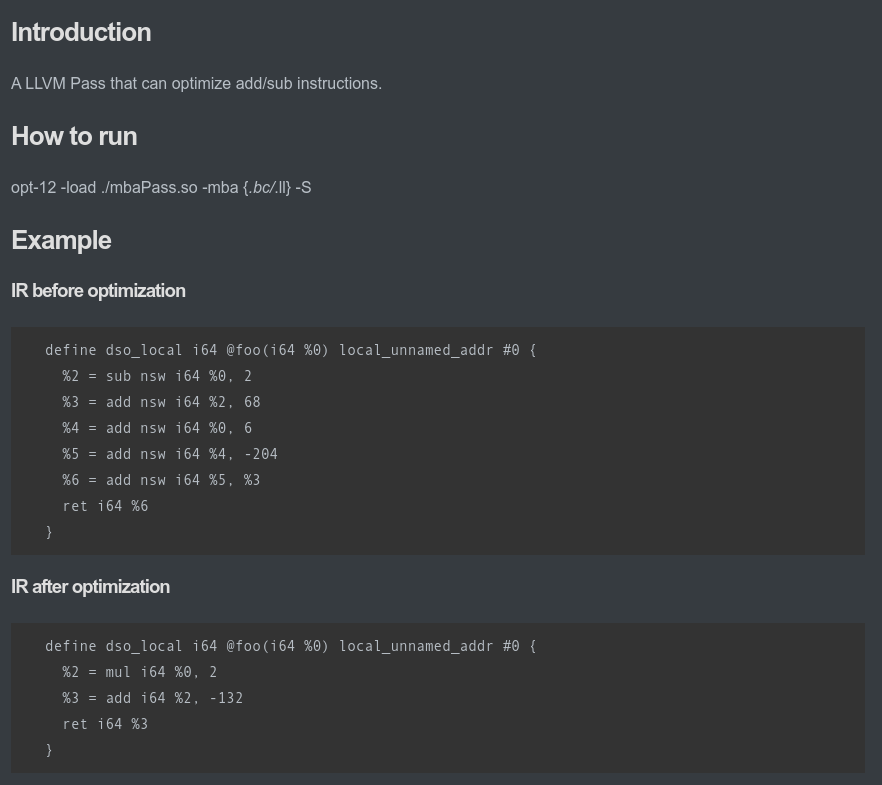 Introduction
A LLVM Pass that can optimize add/sub instructions.
How to run
opt-12 -load ./mbaPass.so -mba {.bc/.ll} -S
Example
IR before optimization
define dso_local i64 @foo(i64 %0) local_unnamed_addr #0 {
%2 = sub nsw i64 %0, 2
%3 = add nsw i64 %2, 68
%4 = add nsw i64 %0, 6
%5 = add nsw i64 %4, -204
%6 = add nsw i64 %5, %3
ret i64 %6
}
IR after optimization
define dso_local i64 @foo(i64 %0) local_unnamed_addr #0 {
%2 = mul i64 %0, 2
%3 = add i64 %2, -132
ret i64 %3
}